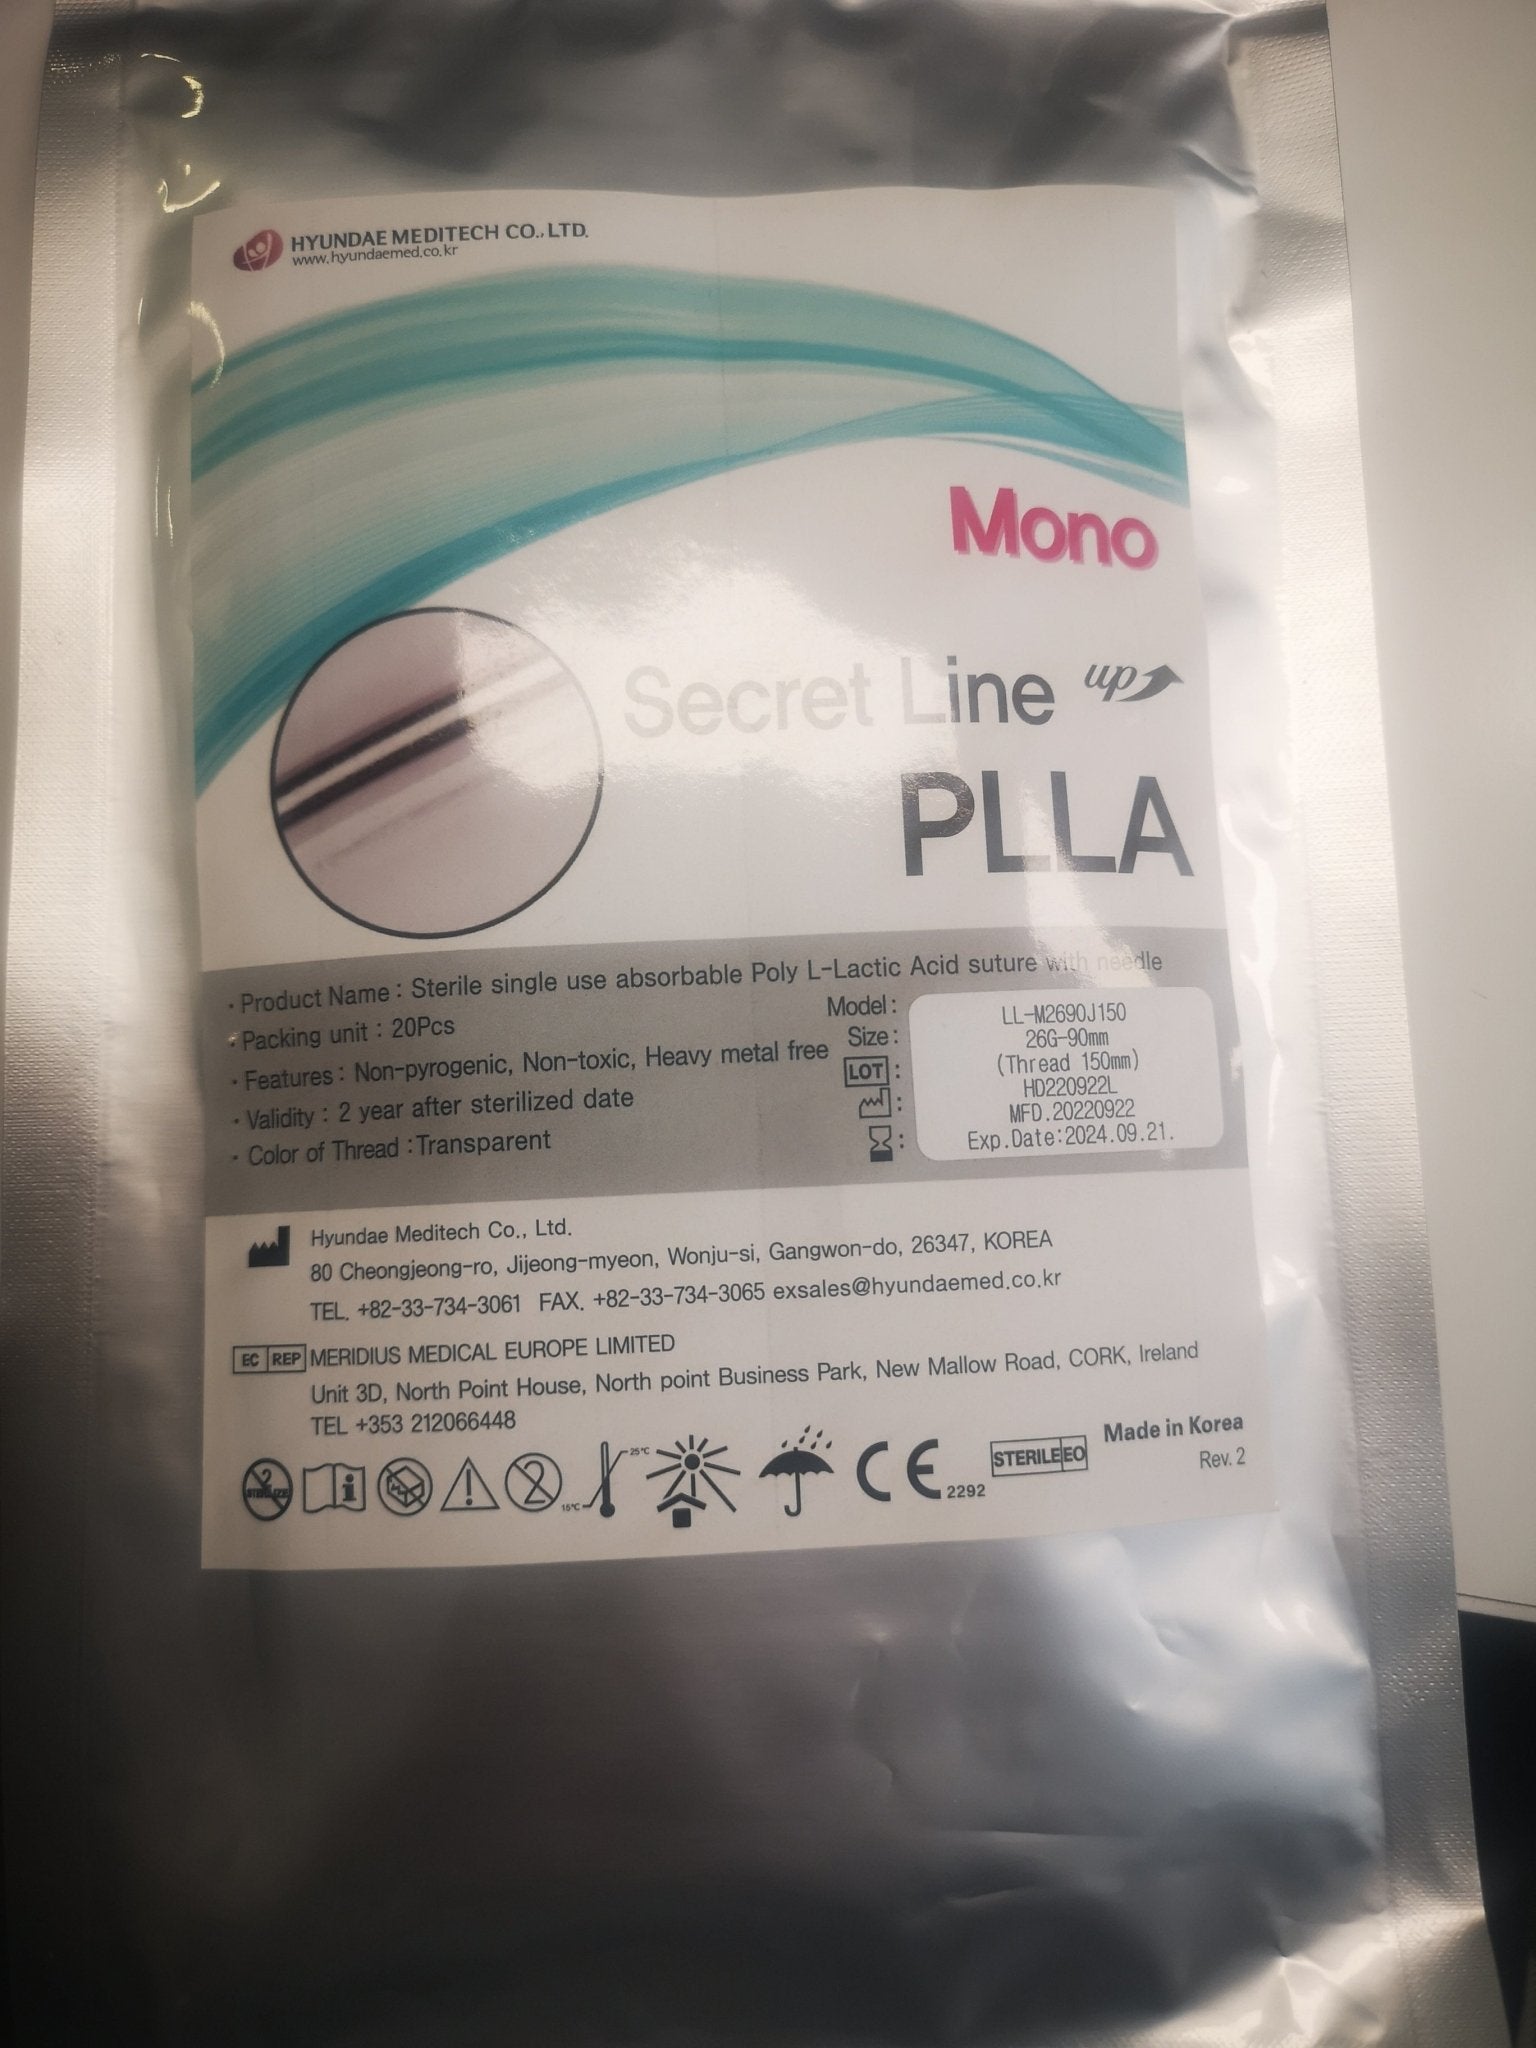 HYUNDAE MEDITECH CO., LTD.
www.hyundaemed.co.kr
Mono
Secret Line up
PLLA
· Product Name : Sterile single use absorbable Poly L-Lactic Acid suture with needle
· Packing unit : 20Pcs
· Features : Non-pyrogenic, Non-toxic, Heavy metal free
· Validity : 2 year after sterilized date
· Color of Thread : Transparent
Model : LL-M2690J150
Size : 26G-90mm
(Thread 150mm)
LOT : HD220922L
: MFD.20220922
: Exp.Date:2024.09.21.
Hyundae Meditech Co., Ltd.
80 Cheongjeong-ro, Jijeong-myeon, Wonju-si, Gangwon-do, 26347, KOREA
TEL. +82-33-734-3061 FAX. +82-33-734-3065 exsales@hyundaemed.co.kr
EC REP MERIDIUS MEDICAL EUROPE LIMITED
Unit 3D, North Point House, North point Business Park, New Mallow Road, CORK, Ireland
TEL +353 212066448
2 STERILIZE i 2 15°C 25°C CE 2292 STERILE EO
Made in Korea
Rev. 2